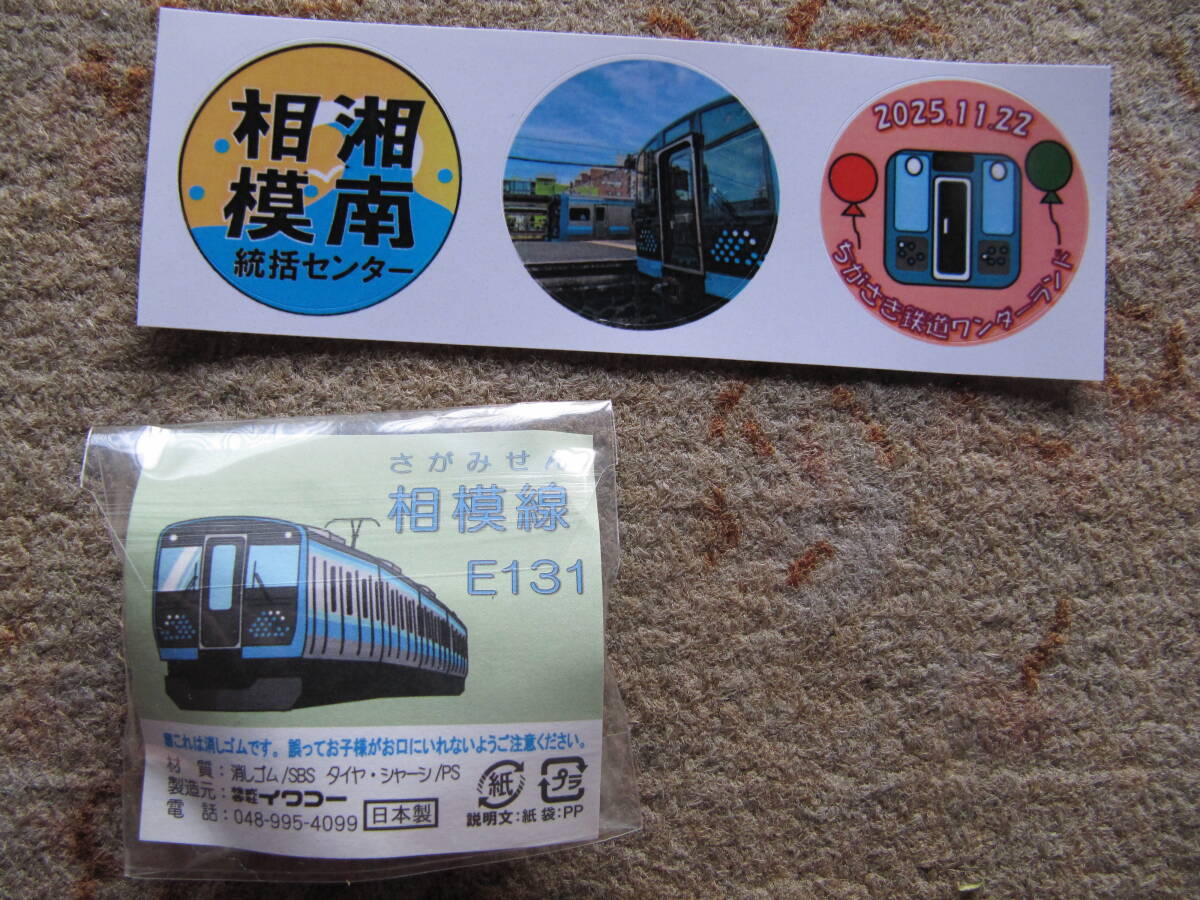 湘南
相模
統括センター
2025.11.22
ちがさき鉄道ワンダーランド
さがみせん
相模線
E131
■これは消しゴムです。誤ってお子様がお口にいれないようご注意ください。
材 質：消しゴム/SBS タイヤ・シャーシ/PS
製造元：株式会社イワコー
電 話：048-995-4099 日本製
紙 プラ
説明文：紙 袋：PP